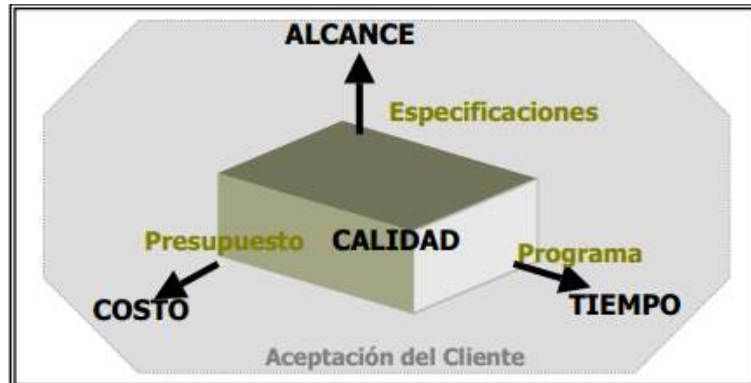 ALCANCE
Especificaciones
Presupuesto
CALIDAD
Programa
COSTO
TIEMPO
Aceptación del Cliente